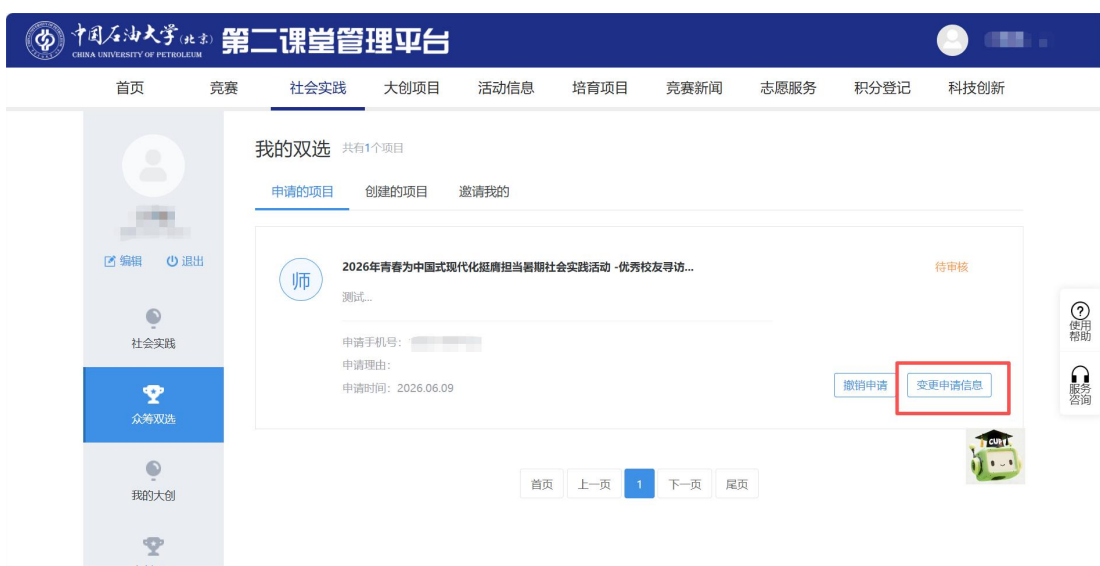 中国石油大学(北京)
CHINA UNIVERSITY OF PETROLEUM
第二课堂管理平台
首页 竞赛 社会实践 大创项目 活动信息 培育项目 竞赛新闻 志愿服务 积分登记 科技创新
我的双选 共有1个项目
申请的项目 创建的项目 邀请我的
编辑 退出
师
2026年青春为中国式现代化挺膺担当暑期社会实践活动 -优秀校友寻访...
待审核
测试...
申请手机号：
申请理由：
申请时间：2026.06.09
撤销申请 变更申请信息
社会实践
众筹双选
我的大创
使用
帮助
服务
咨询
首页 上一页 1 下一页 尾页